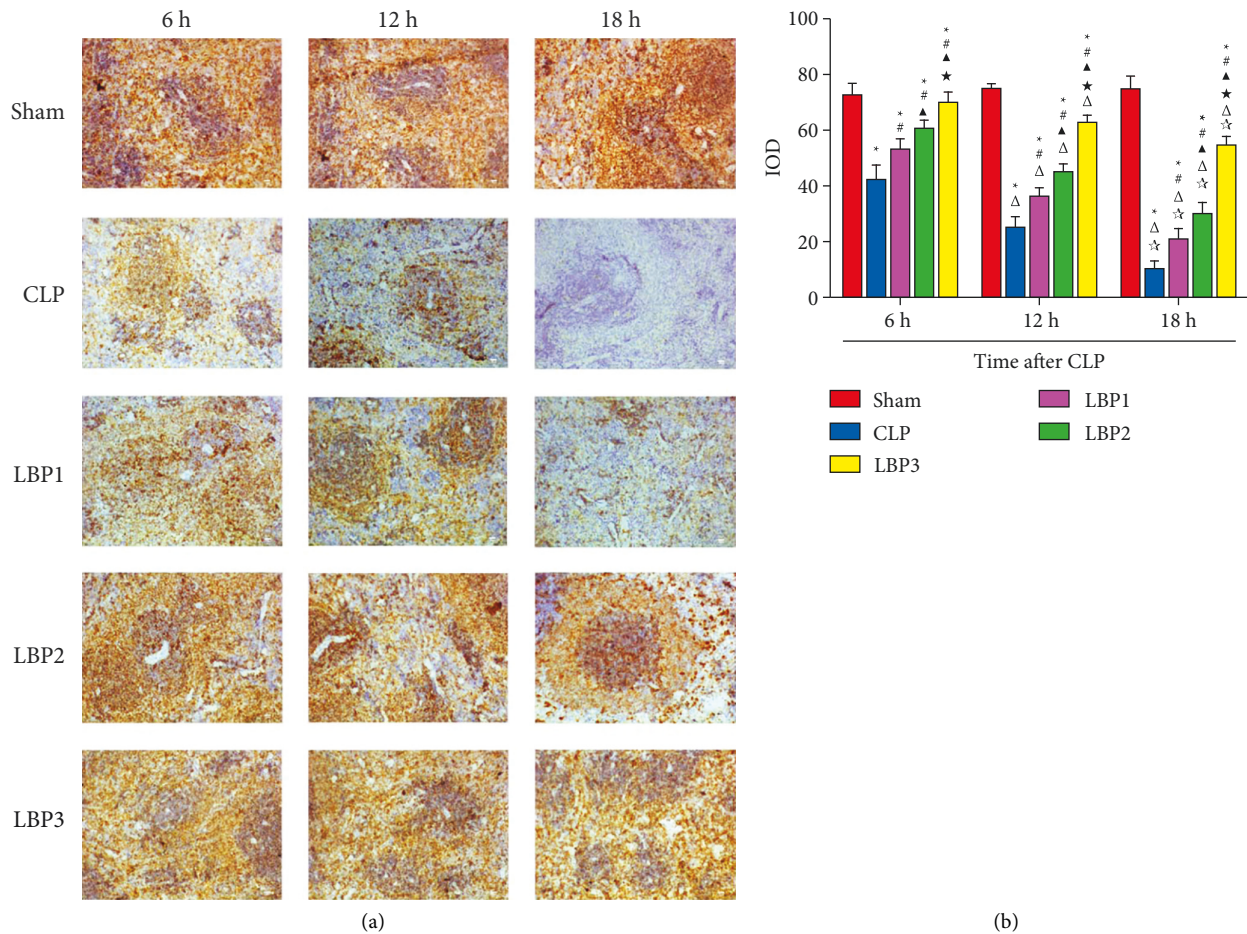 6 h 12 h 18 h
Sham
CLP
LBP1
LBP2
LBP3
(a)
100
80
60
40
20
0
IOD
* * # * # ▲ * # ▲ ★
* Δ * # Δ * # ▲ Δ * # ▲ ★ Δ
* Δ ☆ * # Δ ☆ * # ▲ Δ ☆ * # ▲ ★ Δ ☆
6 h 12 h 18 h
Time after CLP
Sham LBP1
CLP LBP2
LBP3
(b)